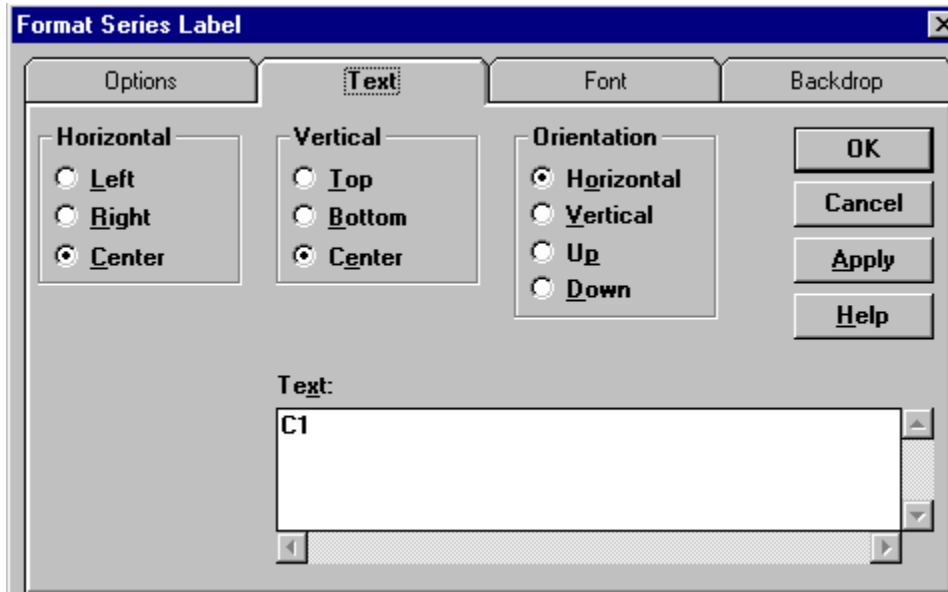 Format Series Label
Options Text Font Backdrop
Horizontal
Left
Right
Center
Vertical
Top
Bottom
Center
Orientation
Horizontal
Vertical
Up
Down
OK
Cancel
Apply
Help
Text:
C1